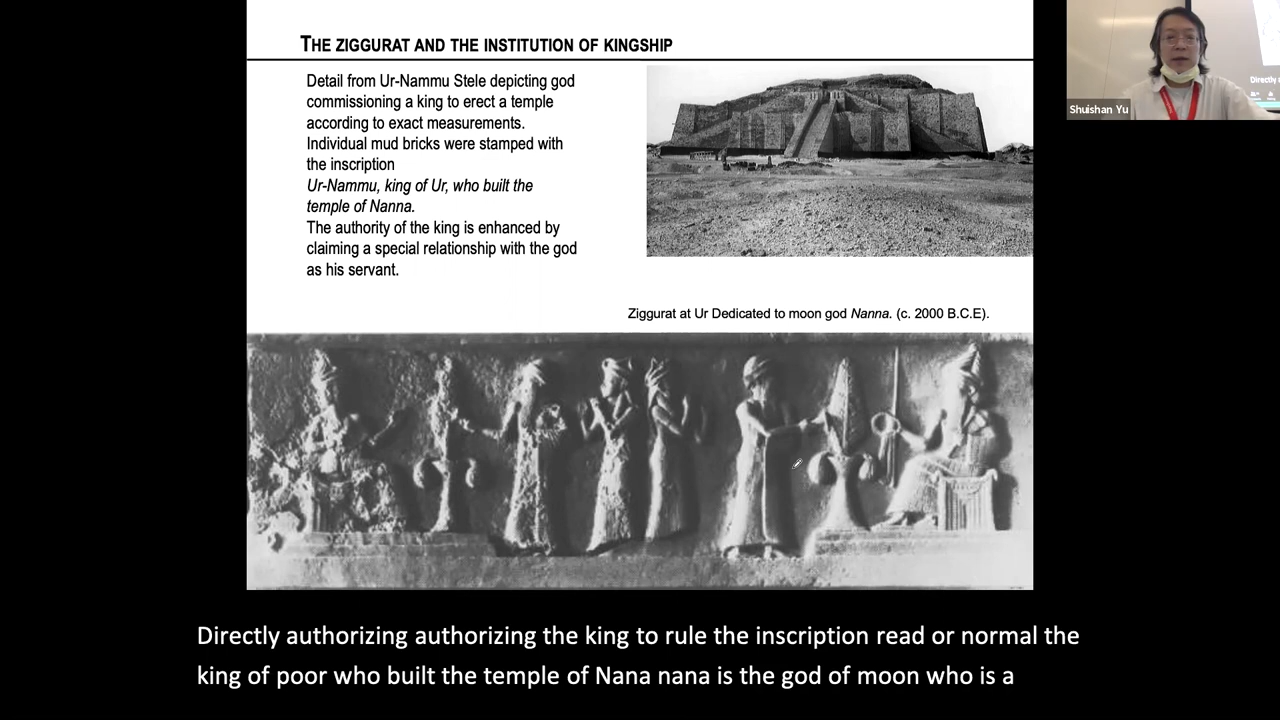 THE ZIGGURAT AND THE INSTITUTION OF KINGSHIP
Detail from Ur-Nammu Stele depicting god
commissioning a king to erect a temple
according to exact measurements.
Individual mud bricks were stamped with
the inscription
Ur-Nammu, king of Ur, who built the
temple of Nanna.
The authority of the king is enhanced by
claiming a special relationship with the god
as his servant.
Ziggurat at Ur Dedicated to moon god Nanna. (c. 2000 B.C.E).
Shuishan Yu
Directly
Directly authorizing authorizing the king to rule the inscription read or normal the
king of poor who built the temple of Nana nana is the god of moon who is a